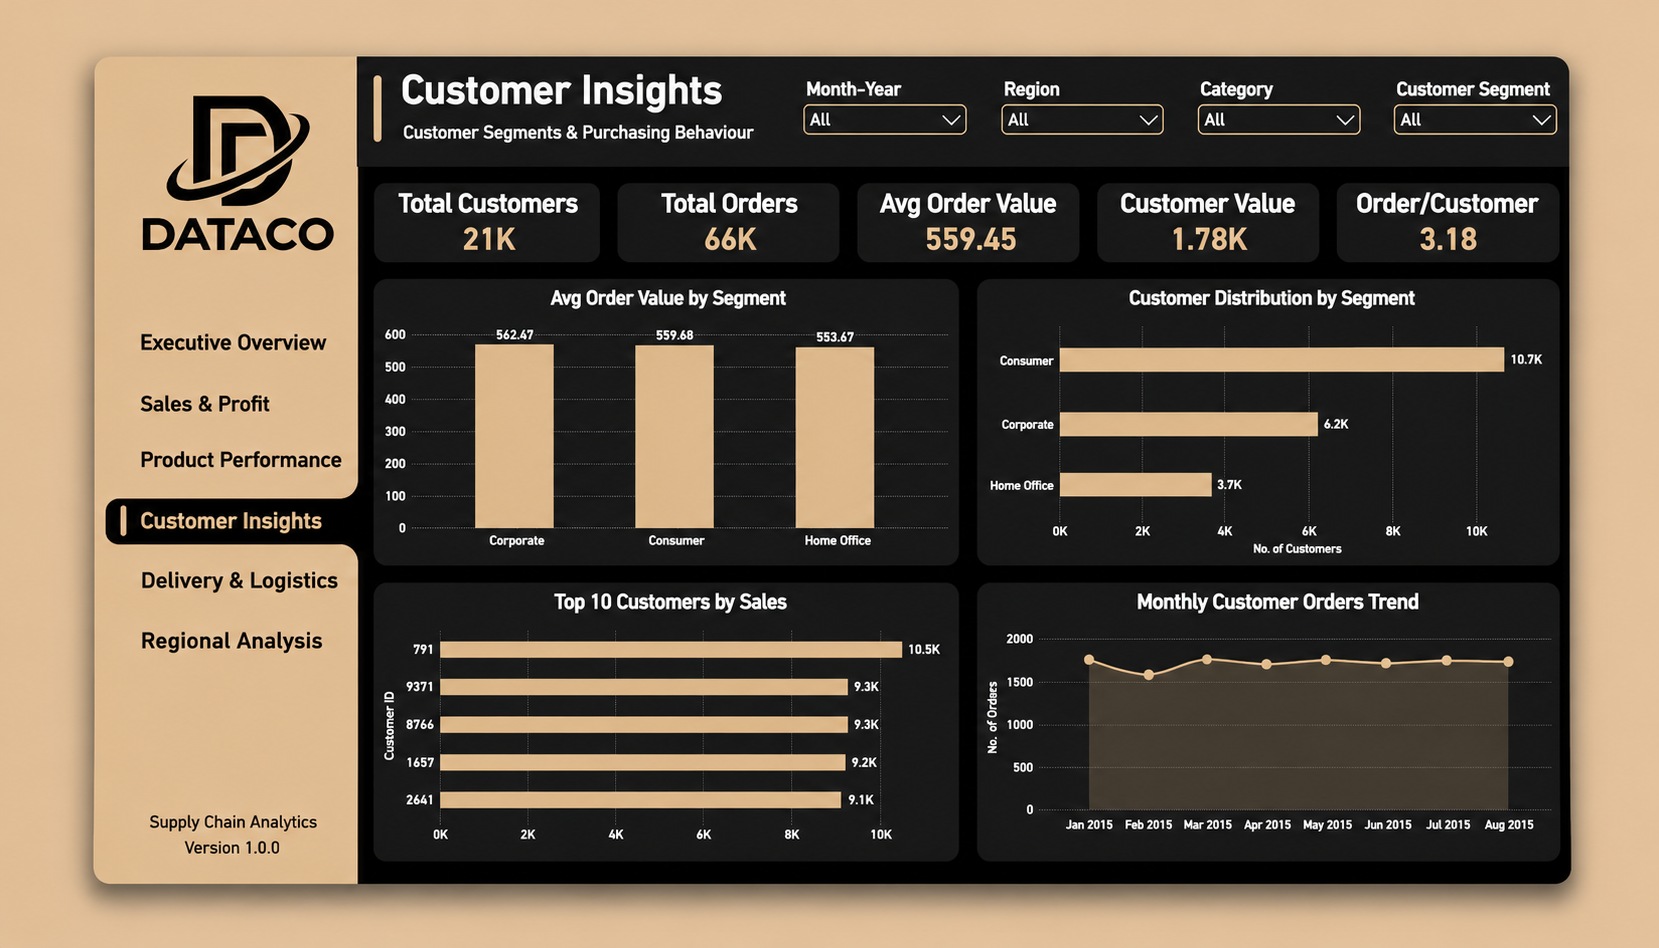 DATACO
Executive Overview
Sales & Profit
Product Performance
Customer Insights
Delivery & Logistics
Regional Analysis
Supply Chain Analytics
Version 1.0.0
Customer Insights
Customer Segments & Purchasing Behaviour
Month-Year
All
Region
All
Category
All
Customer Segment
All
Total Customers
21K
Total Orders
66K
Avg Order Value
559.45
Customer Value
1.78K
Order/Customer
3.18
Avg Order Value by Segment
600
500
400
300
200
100
0
562.47
559.68
553.67
Corporate
Consumer
Home Office
Customer Distribution by Segment
Consumer
10.7K
Corporate
6.2K
Home Office
3.7K
0K
2K
4K
6K
8K
10K
No. of Customers
Top 10 Customers by Sales
Customer ID
791
10.5K
9371
9.3K
8766
9.3K
1657
9.2K
2641
9.1K
0K
2K
4K
6K
8K
10K
Monthly Customer Orders Trend
No. of Orders
2000
1500
1000
500
0
Jan 2015
Feb 2015
Mar 2015
Apr 2015
May 2015
Jun 2015
Jul 2015
Aug 2015